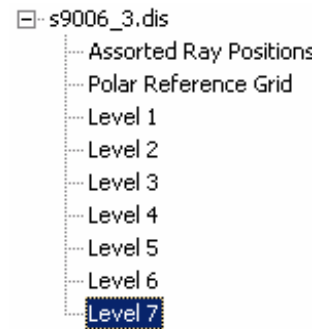 s9006_3.dis
Assorted Ray Positions
Polar Reference Grid
Level 1
Level 2
Level 3
Level 4
Level 5
Level 6
Level 7